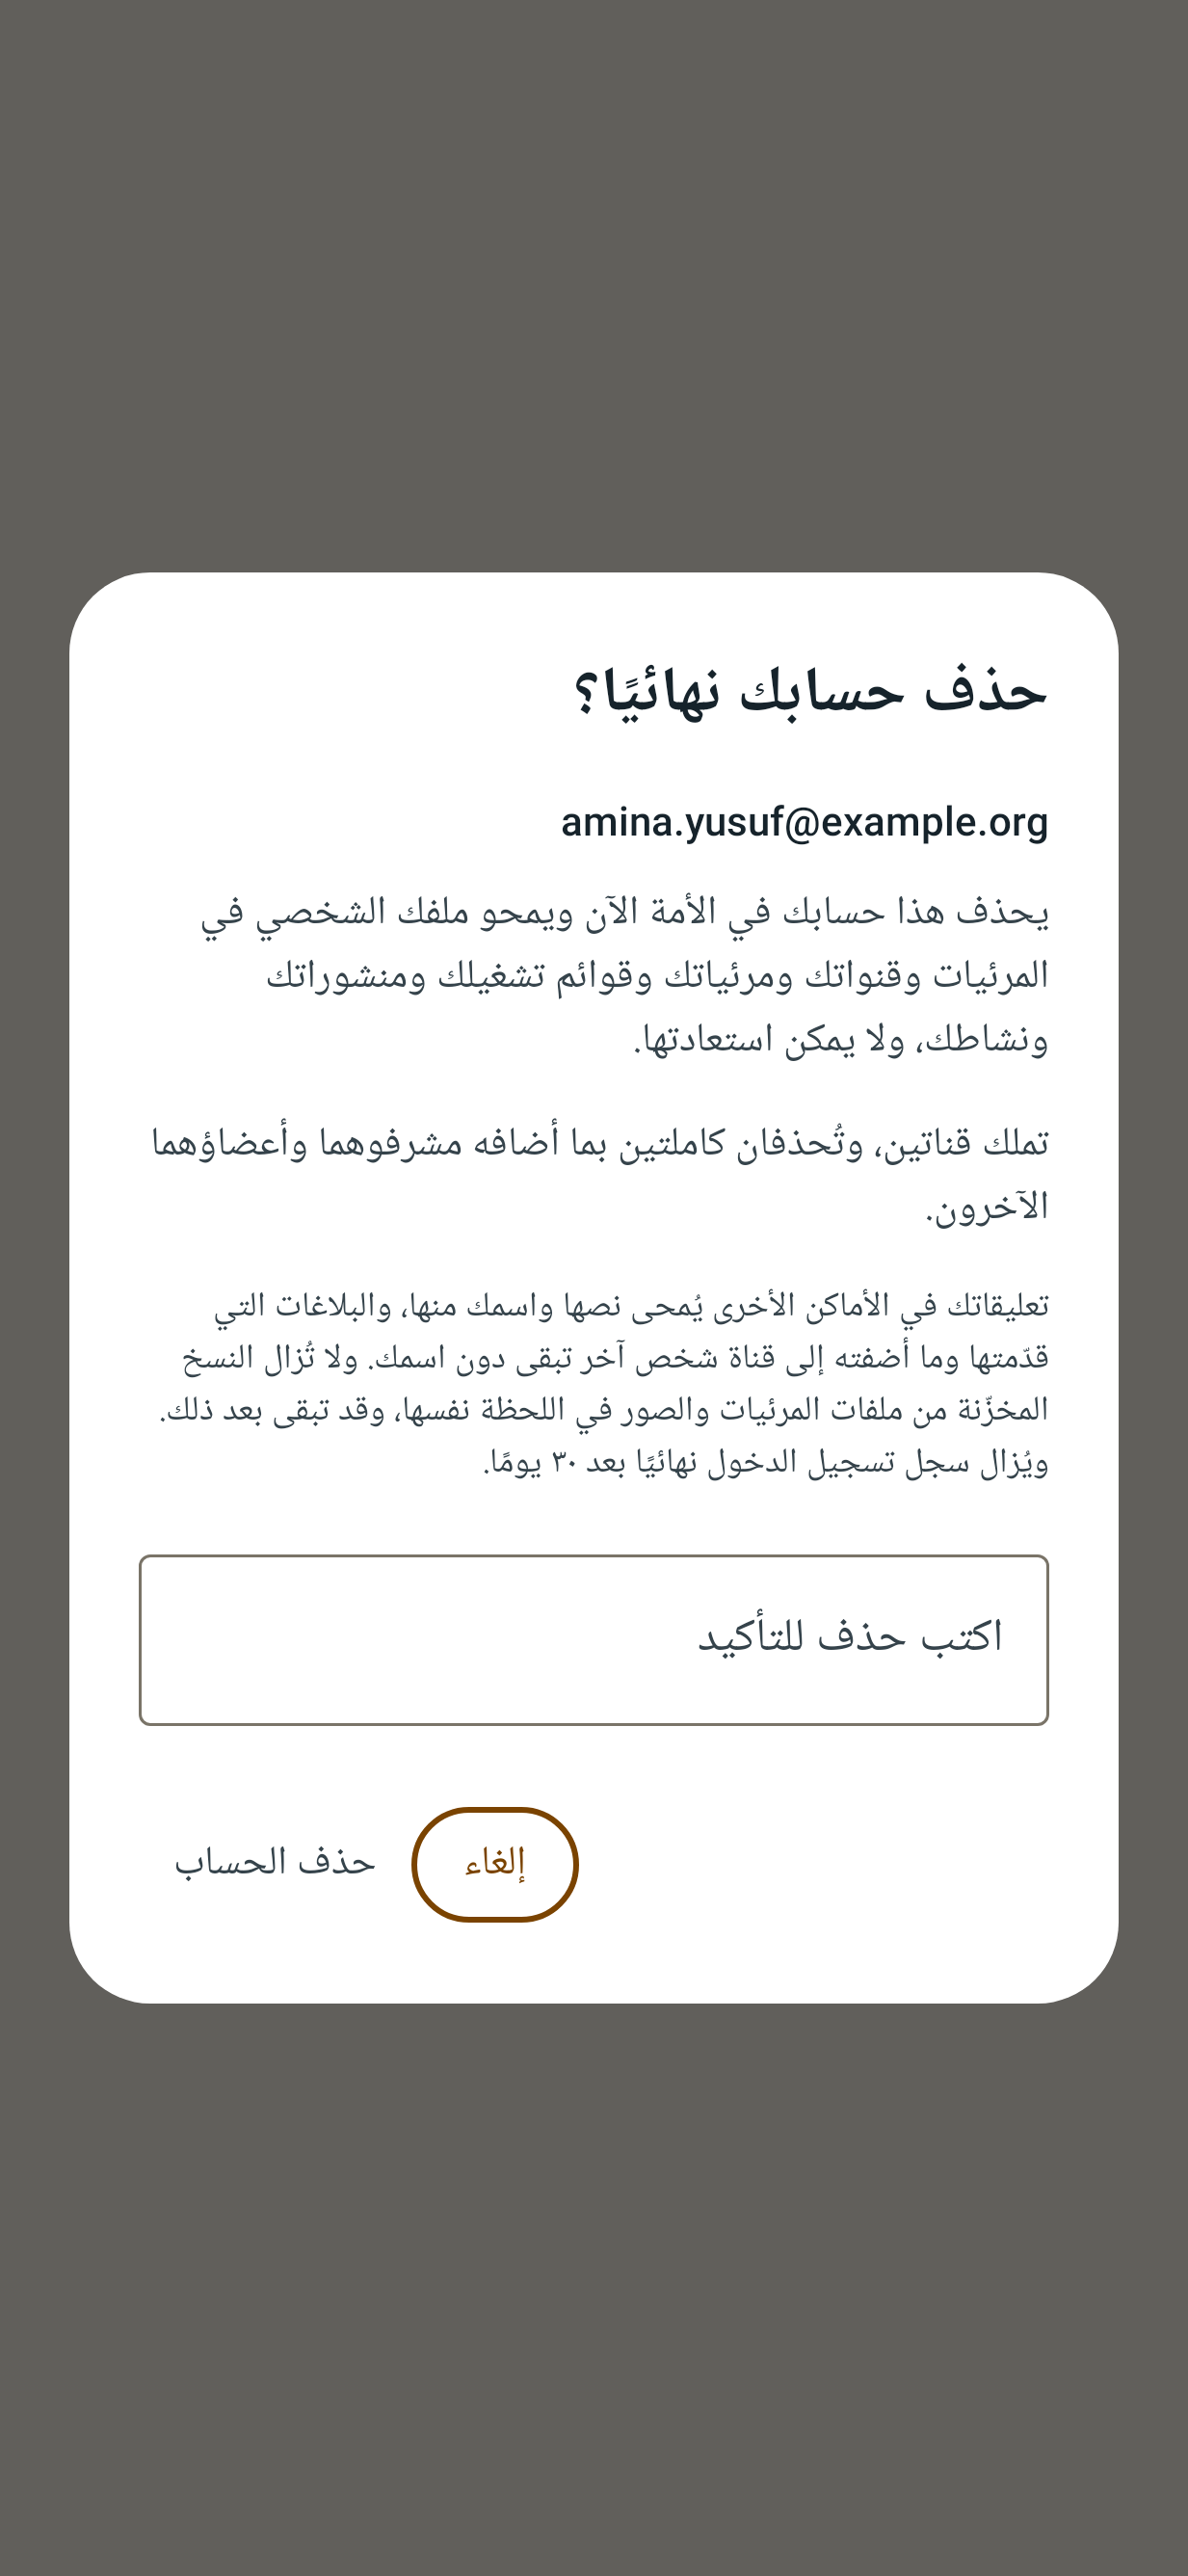 حذف حسابك نهائيًا؟
amina.yusuf@example.org
يحذف هذا حسابك في الأمة الآن ويمحو ملفك الشخصي في
المرئيات وقنواتك ومرئياتك وقوائم تشغيلك ومنشوراتك
ونشاطك، ولا يمكن استعادتها.
تملك قناتين، وتُحذفان كاملتين بما أضافه مشرفوهما وأعضاؤهما
الآخرون.
تعليقاتك في الأماكن الأخرى يُمحى نصها واسمك منها، والبلاغات التي
قدّمتها وما أضفته إلى قناة شخص آخر تبقى دون اسمك. ولا تُزال النسخ
المخزّنة من ملفات المرئيات والصور في اللحظة نفسها، وقد تبقى بعد ذلك.
ويُزال سجل تسجيل الدخول نهائيًا بعد ٣٠ يومًا.
اكتب حذف للتأكيد
إلغاء
حذف الحساب